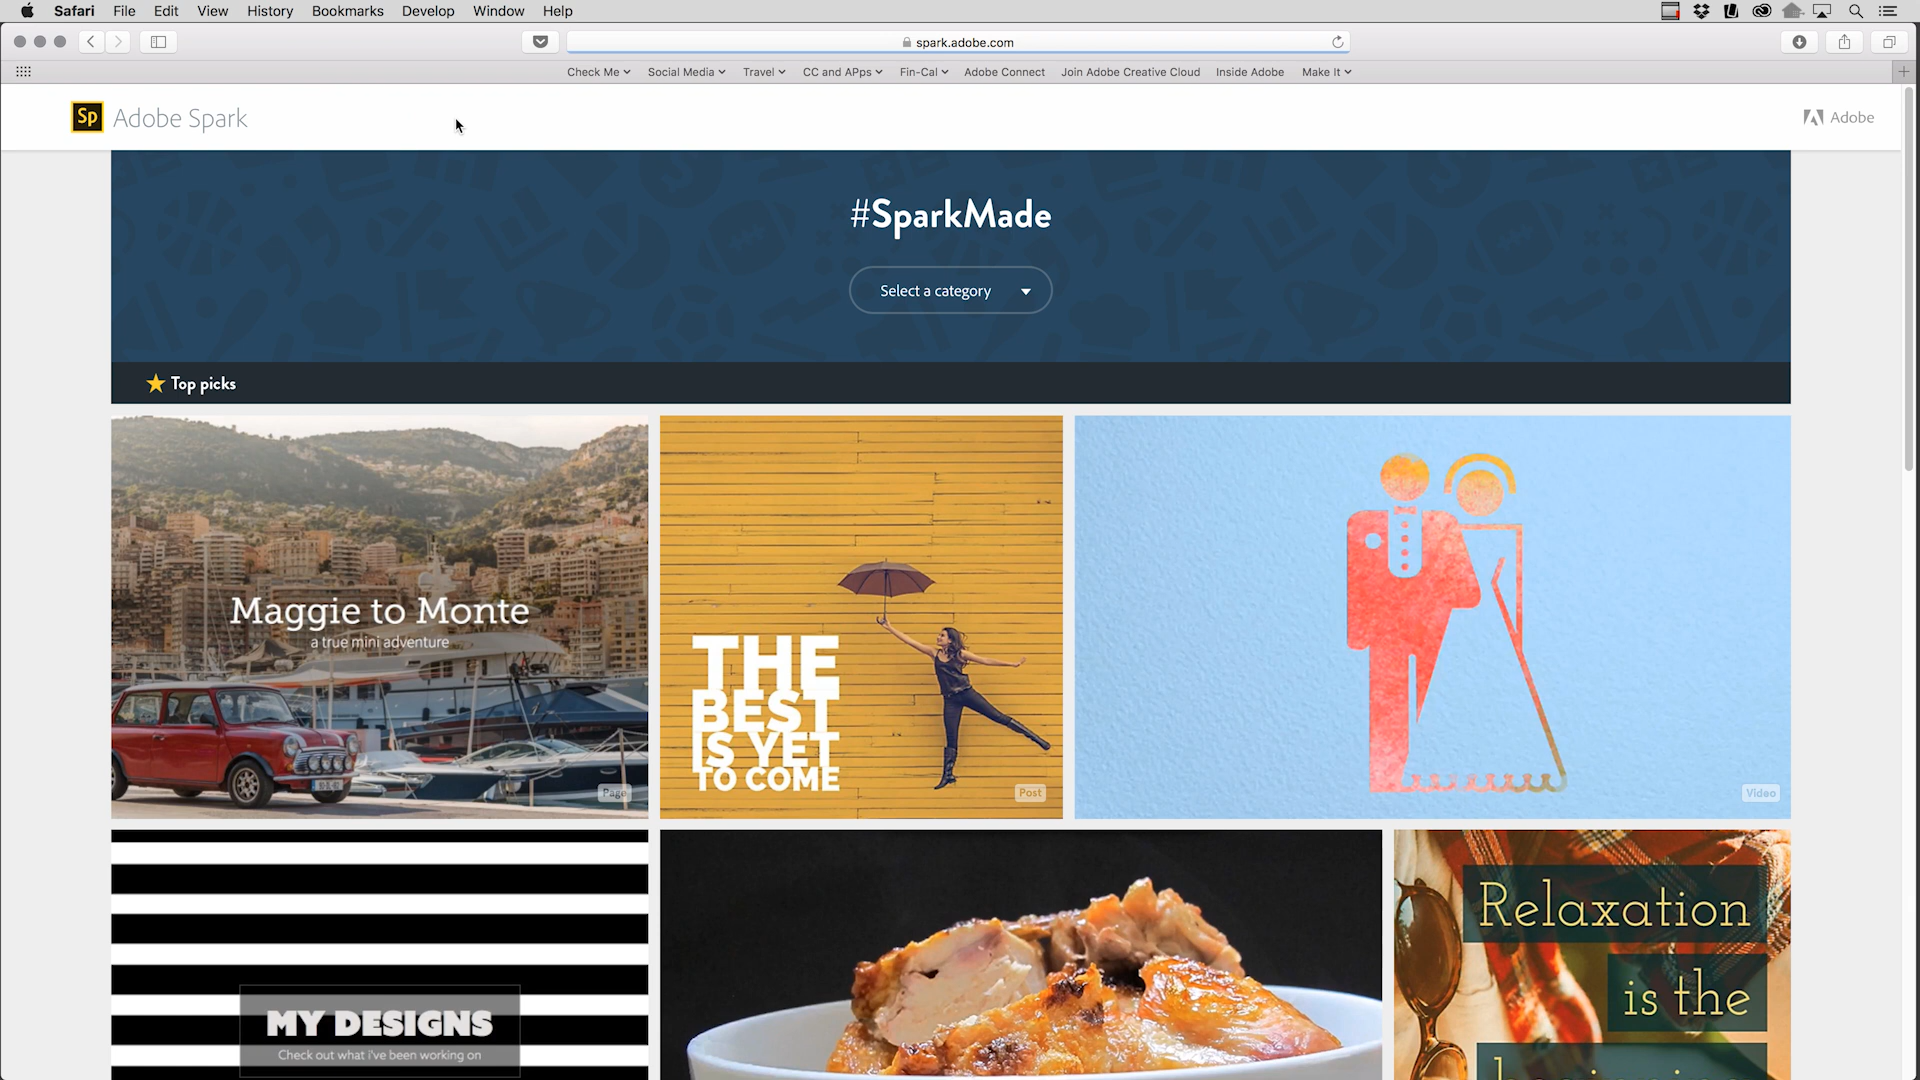 Safari File Edit View History Bookmarks Develop Window Help
spark.adobe.com
Check Me Social Media Travel CC and APps Fin-Cal Adobe Connect Join Adobe Creative Cloud Inside Adobe Make It
Sp Adobe Spark
Adobe
#SparkMade
Select a category
Top picks
Maggie to Monte
a true mini adventure
Page
THE
BEST
IS YET
TO COME
Post
Video
MY DESIGNS
Check out what i've been working on
Relaxation
is the